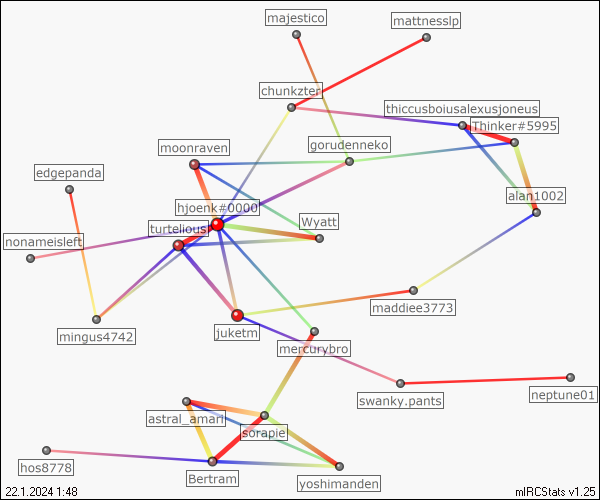 majestico
mattnesslp
chunkzter
thiccusboiusalexusjoneus
Thinker#5995
gorudenneko
moonraven
edgepanda
alan1002
hjoenk#0000
Wyatt
turtelious
nonameisleft
maddiee3773
juketm
mingus4742
mercurybro
neptune01
swanky.pants
astral_amari
sorapie
hos8778
Bertram
yoshimanden
22.1.2024 1:48
mIRCStats v1.25